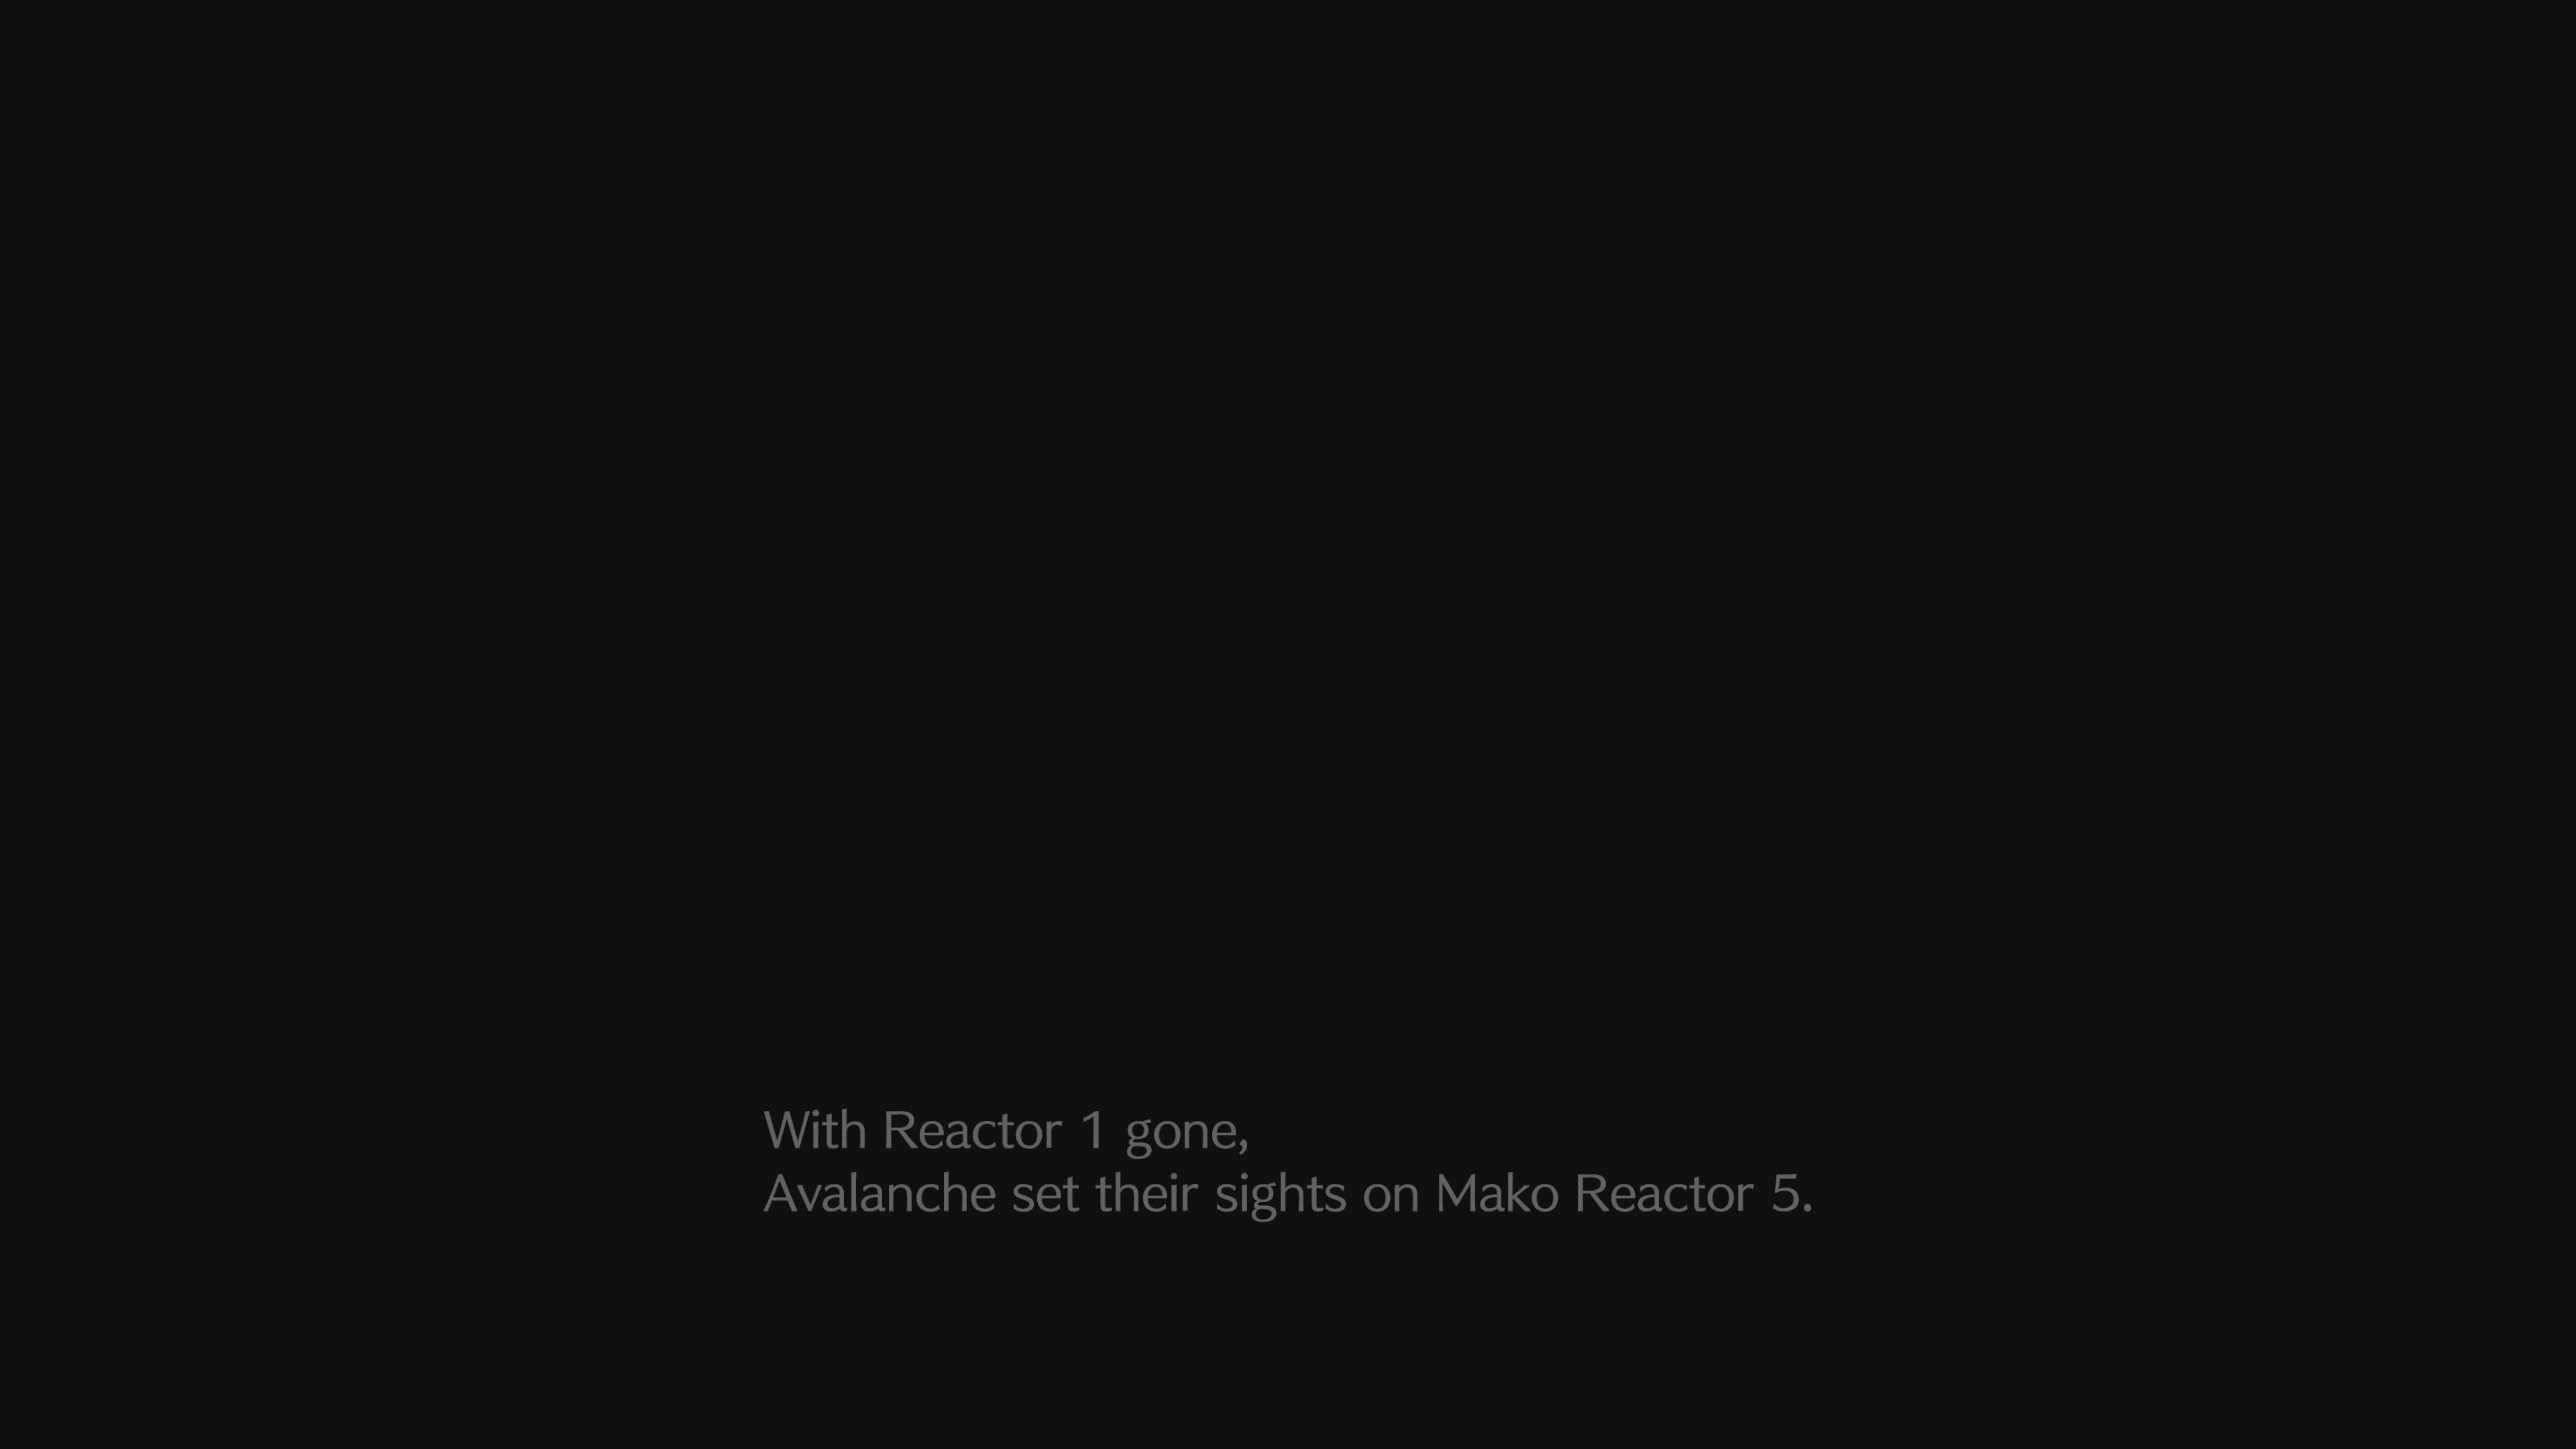 With Reactor 1 gone,
Avalanche set their sights on Mako Reactor 5.